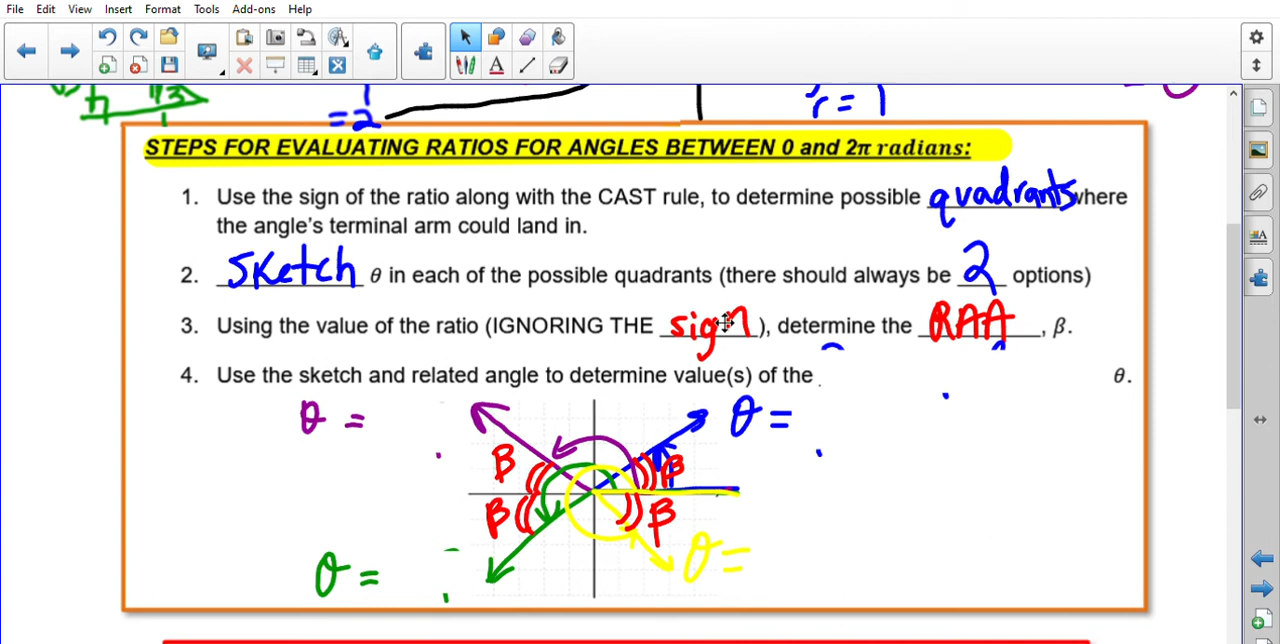 File Edit View Insert Format Tools Add-ons Help
= 2
r = 1
STEPS FOR EVALUATING RATIOS FOR ANGLES BETWEEN 0 and 2π radians:
1. Use the sign of the ratio along with the CAST rule, to determine possible quadrants where
the angle's terminal arm could land in.
2. Sketch θ in each of the possible quadrants (there should always be 2 options)
3. Using the value of the ratio (IGNORING THE sign), determine the RAA, β.
4. Use the sketch and related angle to determine value(s) of the θ.
θ = θ =
β β
β β
θ = θ =